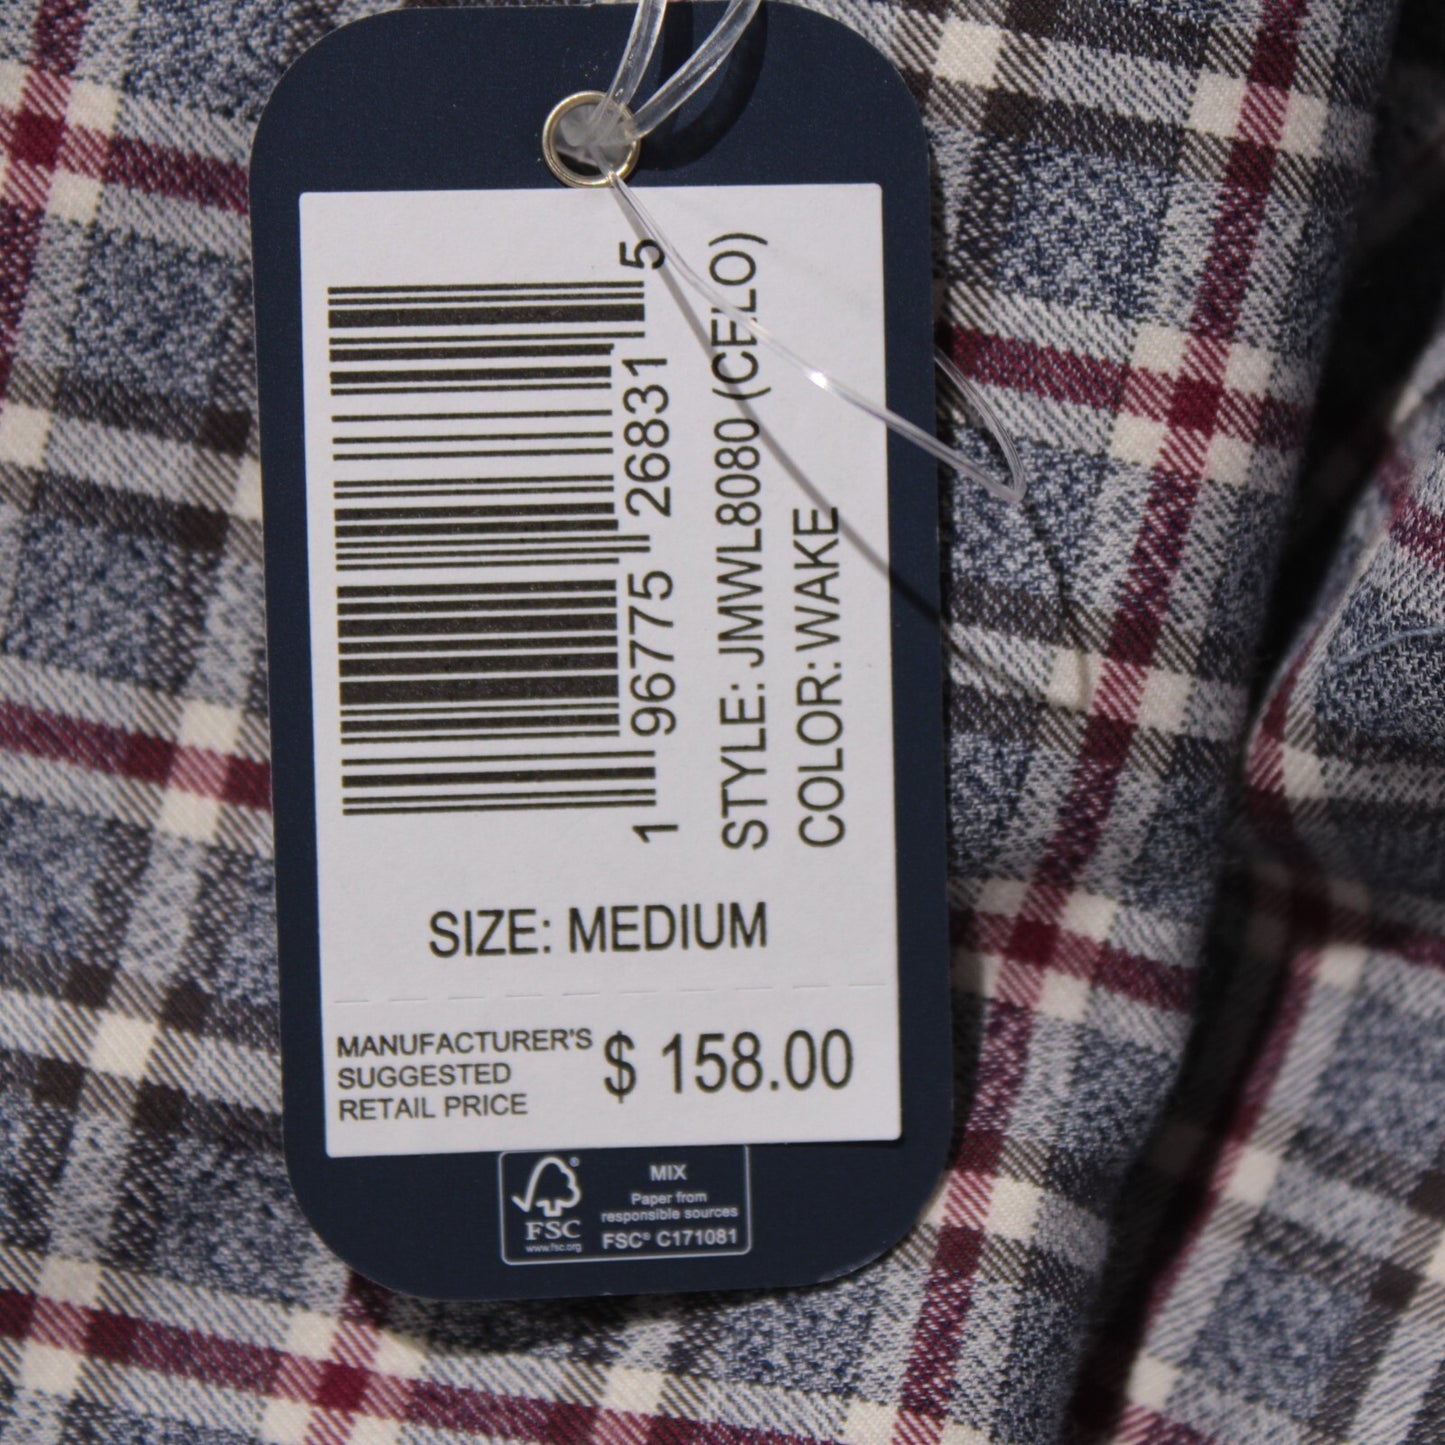 1 96775 26831 5
STYLE: JMWL8080 (CELO)
COLOR: WAKE
SIZE: MEDIUM
MANUFACTURER'S
SUGGESTED
RETAIL PRICE
$ 158.00
FSC®
www.fsc.org
MIX
Paper from
responsible sources
FSC® C171081